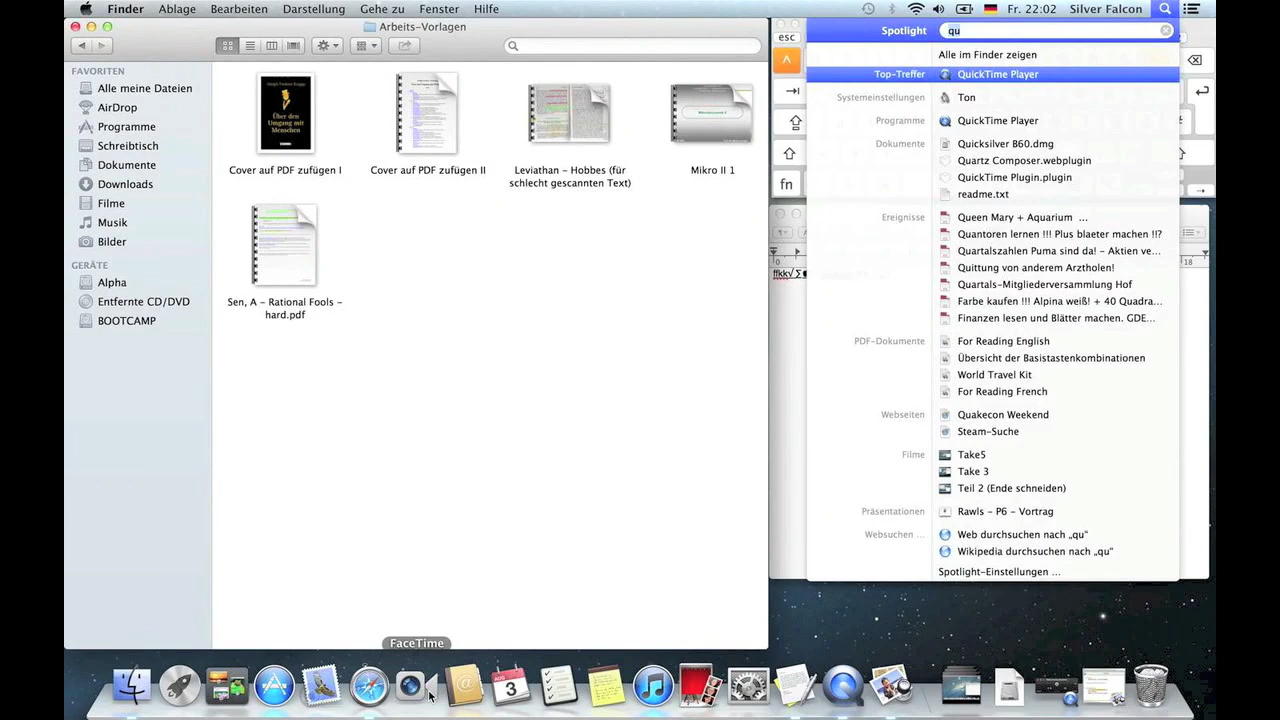 Finder Ablage Bearbeiten Darstellung Gehe zu Fenster Hilfe
Fr. 22:02 Silver Falcon
Arbeits-Vorlagen
FAVORITEN
Alle meine Dateien
AirDrop
Programme
Schreibtisch
Dokumente
Downloads
Filme
Musik
Bilder
GERÄTE
Alpha
Entfernte CD/DVD
BOOTCAMP
Cover auf PDF zufügen I
Cover auf PDF zufügen II
Leviathan – Hobbes (für
schlecht gescannten Text)
Mikro II 1
Sen, A – Rational Fools –
hard.pdf
esc
fn
0
18
Spotlight qu
Alle im Finder zeigen
Top-Treffer QuickTime Player
Systemeinstellungen Ton
Programme QuickTime Player
Dokumente Quicksilver B60.dmg
Quartz Composer.webplugin
QuickTime Plugin.plugin
readme.txt
Ereignisse Queen Mary + Aquarium ...
Quantoren lernen !!! Plus blaeter machen !!?
Quartalszahlen Puma sind da! – Aktien ve...
Quittung von anderem Arztholen!
Quartals-Mitgliederversammlung Hof
Farbe kaufen !!! Alpina weiß! + 40 Quadra...
Finanzen lesen und Blätter machen. GDE...
PDF-Dokumente For Reading English
Übersicht der Basistastenkombinationen
World Travel Kit
For Reading French
Webseiten Quakecon Weekend
Steam-Suche
Filme Take5
Take 3
Teil 2 (Ende schneiden)
Präsentationen Rawls – P6 – Vortrag
Websuchen ... Web durchsuchen nach „qu“
Wikipedia durchsuchen nach „qu“
Spotlight-Einstellungen ...
FaceTime